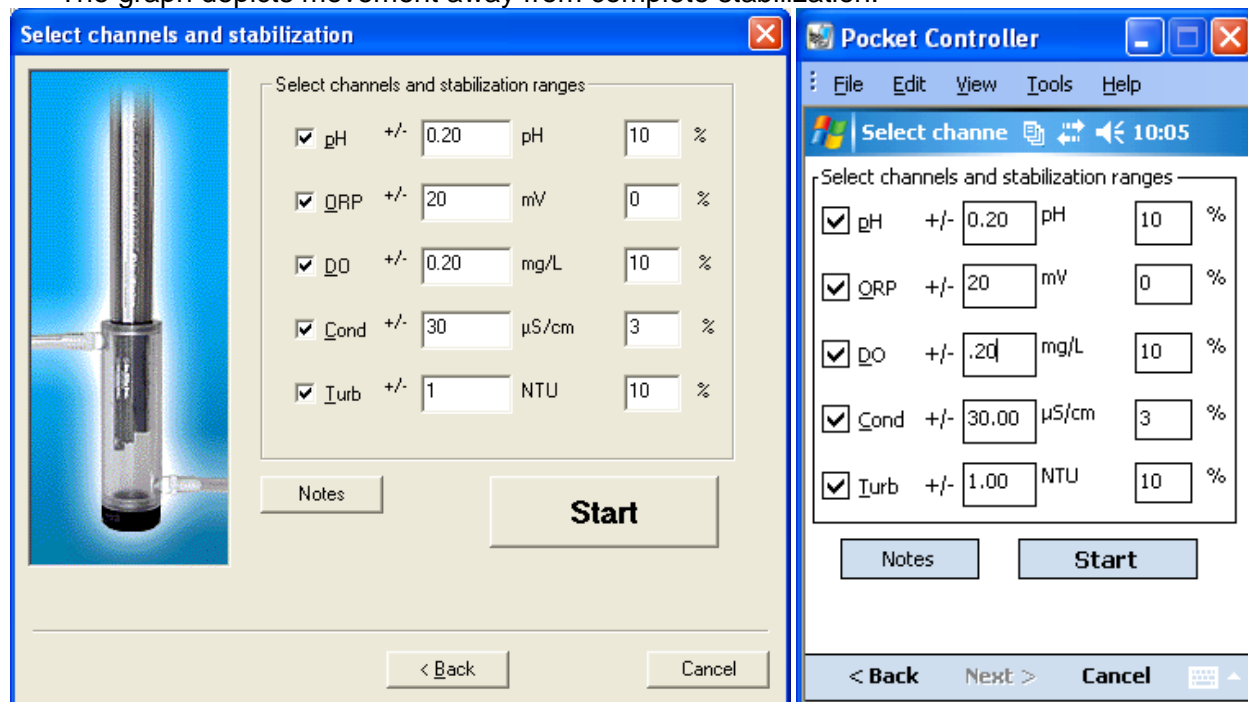 The graph depicts movement away from complete stabilization.
Select channels and stabilization
Select channels and stabilization ranges
pH +/- 0.20 pH 10 %
ORP +/- 20 mV 0 %
DO +/- 0.20 mg/L 10 %
Cond +/- 30 µS/cm 3 %
Turb +/- 1 NTU 10 %
Notes Start
< Back Cancel
Pocket Controller
File Edit View Tools Help
Select channe 10:05
Select channels and stabilization ranges
pH +/- 0.20 pH 10 %
ORP +/- 20 mV 0 %
DO +/- .20 mg/L 10 %
Cond +/- 30.00 µS/cm 3 %
Turb +/- 1.00 NTU 10 %
Notes Start
< Back Next > Cancel